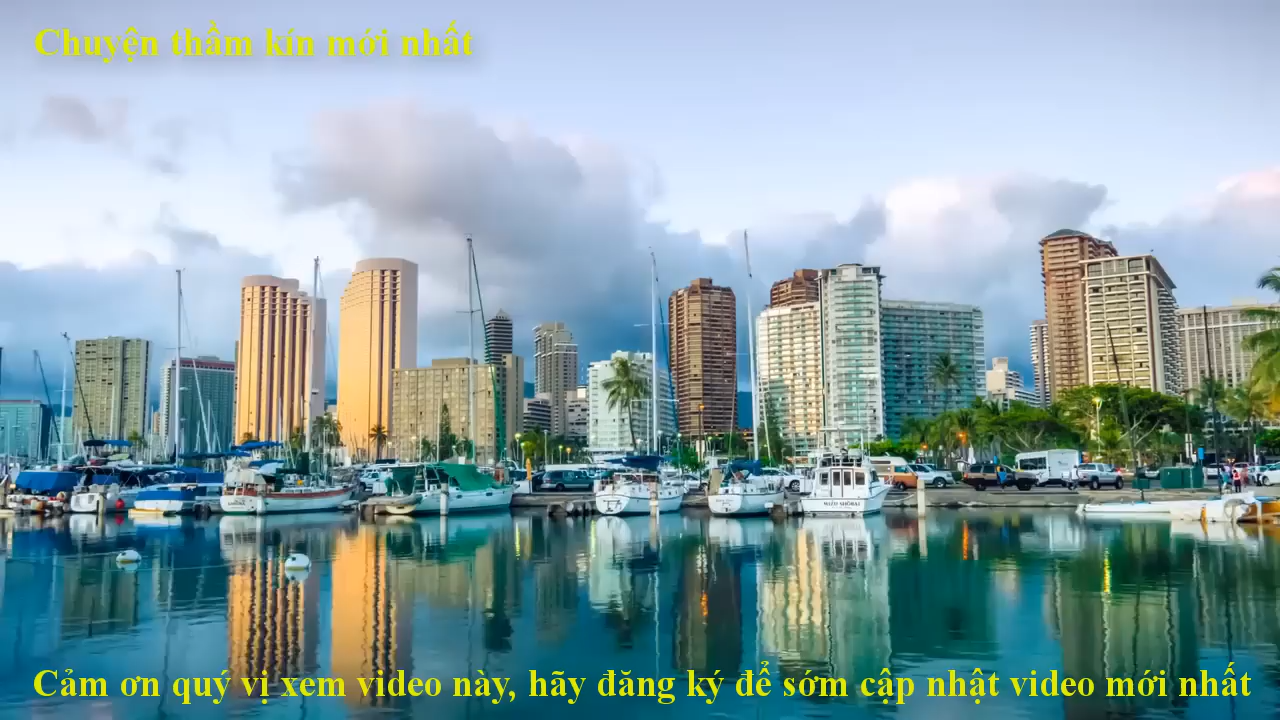 Chuyện thầm kín mới nhất
Cảm ơn quý vị xem video này, hãy đăng ký để sớm cập nhật video mới nhất